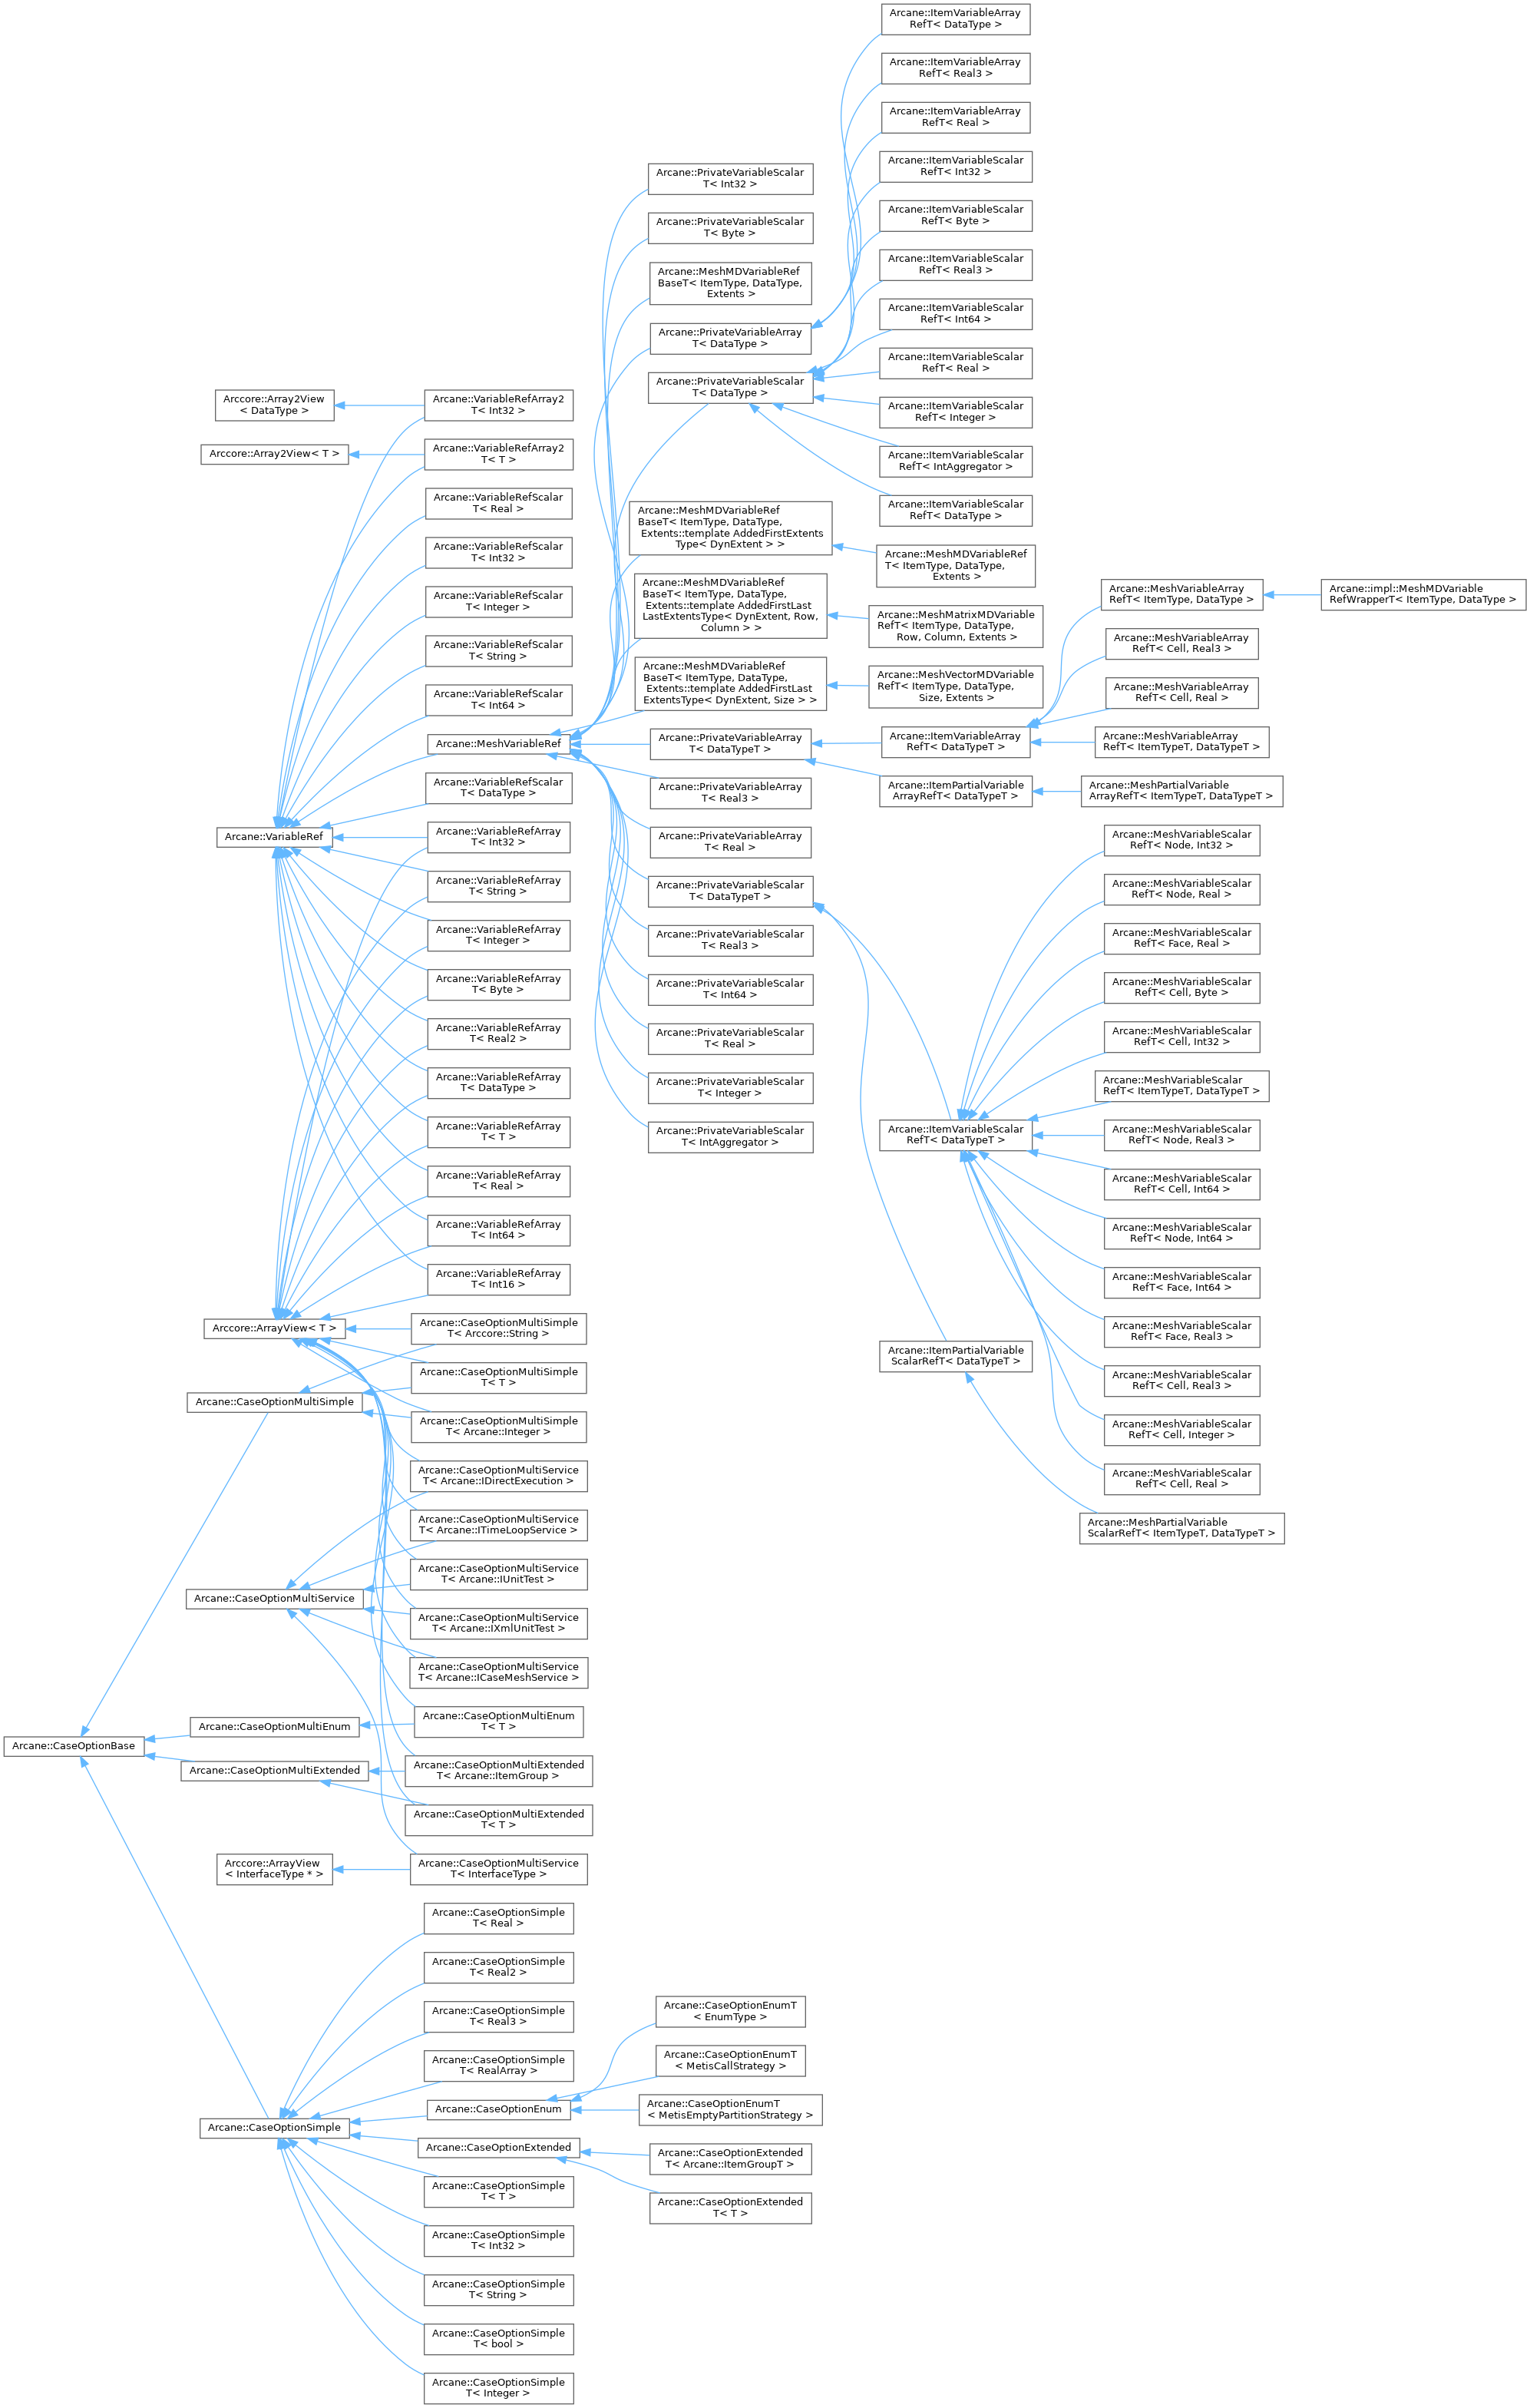 Arcane::ItemVariableArray
RefT< DataType >
Arcane::ItemVariableArray
RefT< Real3 >
Arcane::ItemVariableArray
RefT< Real >
Arcane::ItemVariableScalar
RefT< Int32 >
Arcane::ItemVariableScalar
RefT< Byte >
Arcane::ItemVariableScalar
RefT< Real3 >
Arcane::ItemVariableScalar
RefT< Int64 >
Arcane::ItemVariableScalar
RefT< Real >
Arcane::ItemVariableScalar
RefT< Integer >
Arcane::ItemVariableScalar
RefT< IntAggregator >
Arcane::ItemVariableScalar
RefT< DataType >
Arcane::PrivateVariableScalar
T< Int32 >
Arcane::PrivateVariableScalar
T< Byte >
Arcane::MeshMDVariableRef
BaseT< ItemType, DataType,
Extents >
Arcane::PrivateVariableArray
T< DataType >
Arcane::PrivateVariableScalar
T< DataType >
Arcane::MeshMDVariableRef
BaseT< ItemType, DataType,
Extents::template AddedFirstExtents
Type< DynExtent > >
Arcane::MeshMDVariableRef
T< ItemType, DataType,
Extents >
Arcane::MeshMDVariableRef
BaseT< ItemType, DataType,
Extents::template AddedFirstLast
LastExtentsType< DynExtent, Row,
Column > >
Arcane::MeshMatrixMDVariable
RefT< ItemType, DataType,
Row, Column, Extents >
Arcane::MeshMDVariableRef
BaseT< ItemType, DataType,
Extents::template AddedFirstLast
ExtentsType< DynExtent, Size > >
Arcane::MeshVectorMDVariable
RefT< ItemType, DataType,
Size, Extents >
Arcane::PrivateVariableArray
T< DataTypeT >
Arcane::PrivateVariableArray
T< Real3 >
Arcane::PrivateVariableArray
T< Real >
Arcane::PrivateVariableScalar
T< DataTypeT >
Arcane::PrivateVariableScalar
T< Real3 >
Arcane::PrivateVariableScalar
T< Int64 >
Arcane::PrivateVariableScalar
T< Real >
Arcane::PrivateVariableScalar
T< Integer >
Arcane::PrivateVariableScalar
T< IntAggregator >
Arcane::ItemVariableArray
RefT< DataTypeT >
Arcane::ItemPartialVariable
ArrayRefT< DataTypeT >
Arcane::MeshVariableArray
RefT< ItemType, DataType >
Arcane::impl::MeshMDVariable
RefWrapperT< ItemType, DataType >
Arcane::MeshVariableArray
RefT< Cell, Real3 >
Arcane::MeshVariableArray
RefT< Cell, Real >
Arcane::MeshVariableArray
RefT< ItemTypeT, DataTypeT >
Arcane::MeshPartialVariable
ArrayRefT< ItemTypeT, DataTypeT >
Arcane::MeshVariableScalar
RefT< Node, Int32 >
Arcane::MeshVariableScalar
RefT< Node, Real >
Arcane::MeshVariableScalar
RefT< Face, Real >
Arcane::MeshVariableScalar
RefT< Cell, Byte >
Arcane::MeshVariableScalar
RefT< Cell, Int32 >
Arcane::MeshVariableScalar
RefT< ItemTypeT, DataTypeT >
Arcane::ItemVariableScalar
RefT< DataTypeT >
Arcane::MeshVariableScalar
RefT< Node, Real3 >
Arcane::MeshVariableScalar
RefT< Cell, Int64 >
Arcane::MeshVariableScalar
RefT< Node, Int64 >
Arcane::MeshVariableScalar
RefT< Face, Int64 >
Arcane::MeshVariableScalar
RefT< Face, Real3 >
Arcane::MeshVariableScalar
RefT< Cell, Real3 >
Arcane::MeshVariableScalar
RefT< Cell, Integer >
Arcane::MeshVariableScalar
RefT< Cell, Real >
Arcane::ItemPartialVariable
ScalarRefT< DataTypeT >
Arcane::MeshPartialVariable
ScalarRefT< ItemTypeT, DataTypeT >
Arccore::Array2View
< DataType >
Arcane::VariableRefArray2
T< Int32 >
Arccore::Array2View< T >
Arcane::VariableRefArray2
T< T >
Arcane::VariableRefScalar
T< Real >
Arcane::VariableRefScalar
T< Int32 >
Arcane::VariableRefScalar
T< Integer >
Arcane::VariableRefScalar
T< String >
Arcane::VariableRefScalar
T< Int64 >
Arcane::MeshVariableRef
Arcane::VariableRefScalar
T< DataType >
Arcane::VariableRef
Arcane::VariableRefArray
T< Int32 >
Arcane::VariableRefArray
T< String >
Arcane::VariableRefArray
T< Integer >
Arcane::VariableRefArray
T< Byte >
Arcane::VariableRefArray
T< Real2 >
Arcane::VariableRefArray
T< DataType >
Arcane::VariableRefArray
T< T >
Arcane::VariableRefArray
T< Real >
Arcane::VariableRefArray
T< Int64 >
Arcane::VariableRefArray
T< Int16 >
Arccore::ArrayView< T >
Arcane::CaseOptionMultiSimple
T< Arccore::String >
Arcane::CaseOptionMultiSimple
T< T >
Arcane::CaseOptionMultiSimple
Arcane::CaseOptionMultiSimple
T< Arcane::Integer >
Arcane::CaseOptionMultiService
T< Arcane::IDirectExecution >
Arcane::CaseOptionMultiService
T< Arcane::ITimeLoopService >
Arcane::CaseOptionMultiService
T< Arcane::IUnitTest >
Arcane::CaseOptionMultiService
Arcane::CaseOptionMultiService
T< Arcane::IXmlUnitTest >
Arcane::CaseOptionMultiService
T< Arcane::ICaseMeshService >
Arcane::CaseOptionMultiEnum
Arcane::CaseOptionMultiEnum
T< T >
Arcane::CaseOptionBase
Arcane::CaseOptionMultiExtended
Arcane::CaseOptionMultiExtended
T< Arcane::ItemGroup >
Arcane::CaseOptionMultiExtended
T< T >
Arccore::ArrayView
< InterfaceType * >
Arcane::CaseOptionMultiService
T< InterfaceType >
Arcane::CaseOptionSimple
T< Real >
Arcane::CaseOptionSimple
T< Real2 >
Arcane::CaseOptionSimple
T< Real3 >
Arcane::CaseOptionSimple
T< RealArray >
Arcane::CaseOptionEnum
Arcane::CaseOptionEnumT
< EnumType >
Arcane::CaseOptionEnumT
< MetisCallStrategy >
Arcane::CaseOptionEnumT
< MetisEmptyPartitionStrategy >
Arcane::CaseOptionSimple
Arcane::CaseOptionExtended
Arcane::CaseOptionExtended
T< Arcane::ItemGroupT >
Arcane::CaseOptionExtended
T< T >
Arcane::CaseOptionSimple
T< T >
Arcane::CaseOptionSimple
T< Int32 >
Arcane::CaseOptionSimple
T< String >
Arcane::CaseOptionSimple
T< bool >
Arcane::CaseOptionSimple
T< Integer >